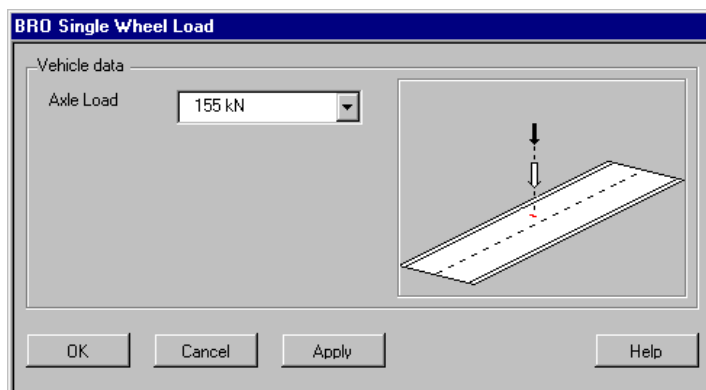 BRO Single Wheel Load
Vehicle data
Axle Load 155 kN
OK Cancel Apply Help